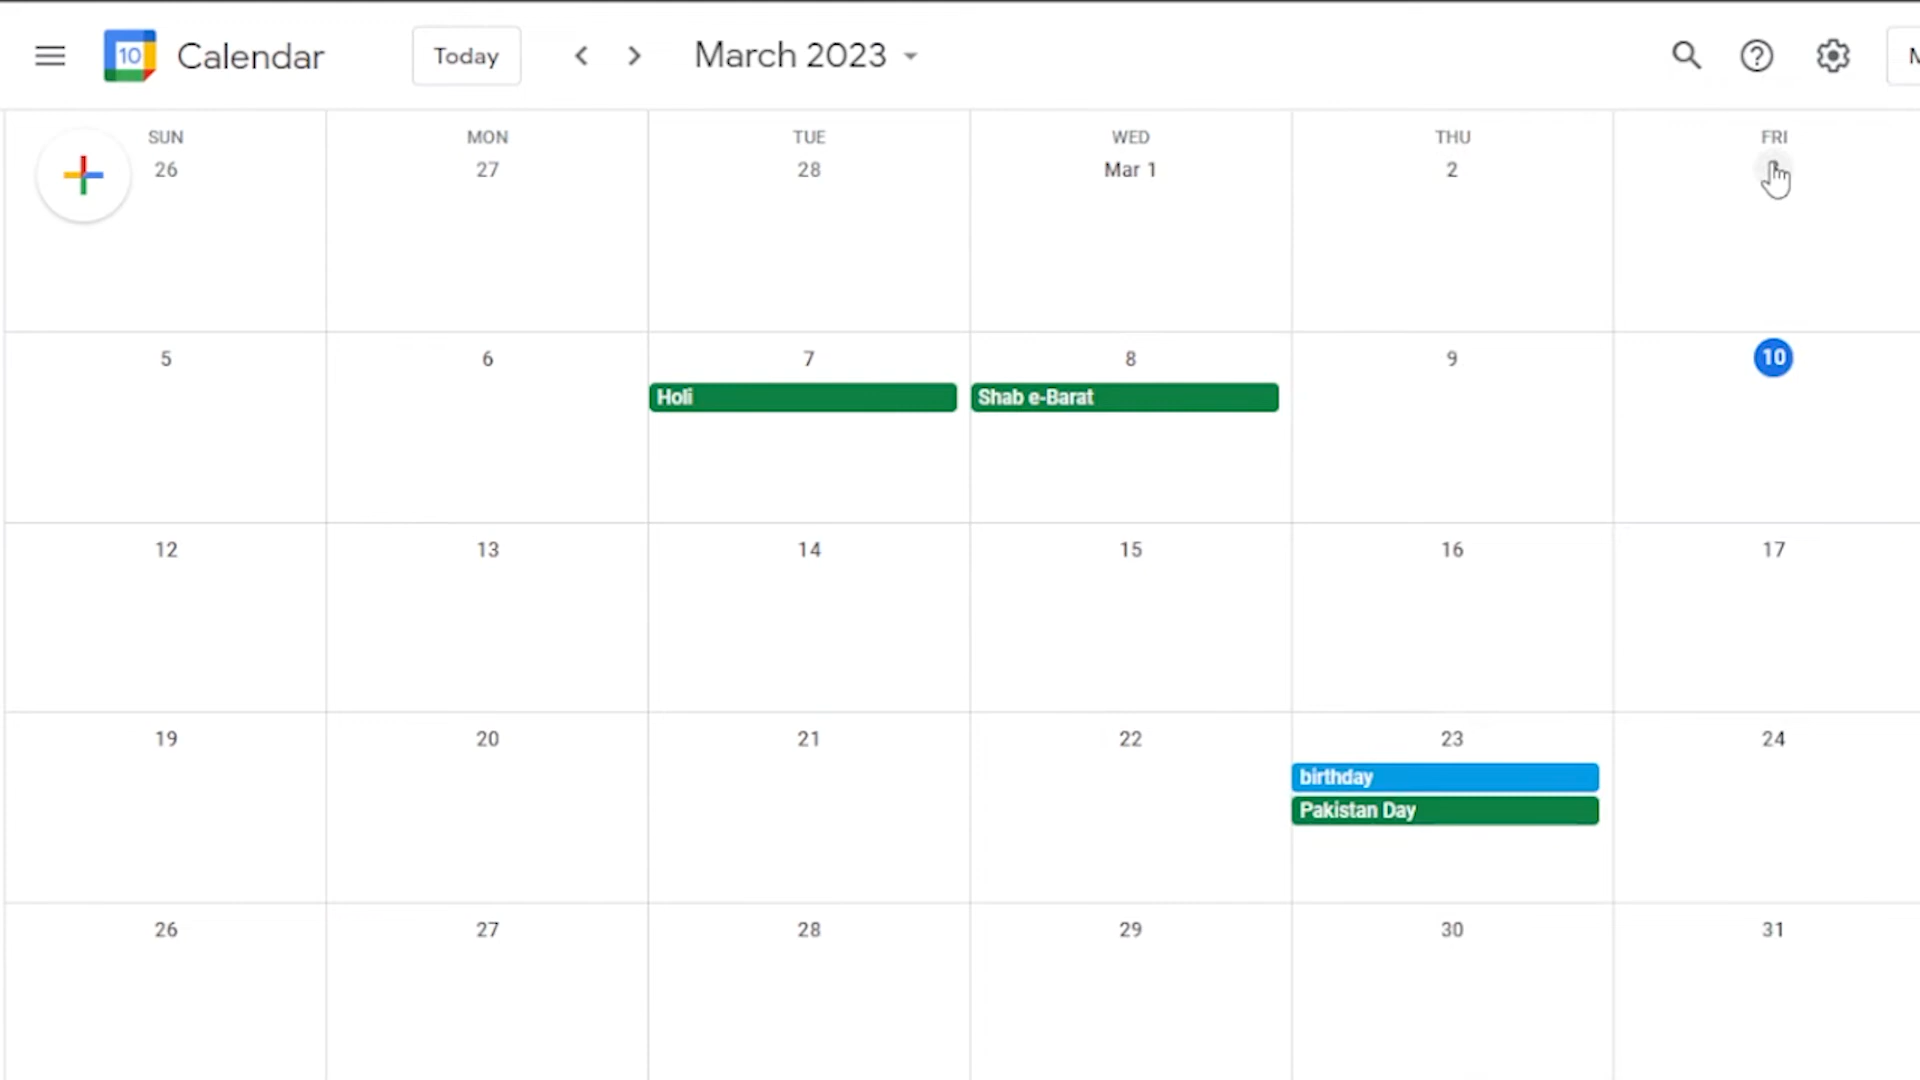 10 Calendar Today March 2023
SUN MON TUE WED THU FRI
26 27 28 Mar 1 2
5 6 7 8 9 10
Holi Shab e-Barat
12 13 14 15 16 17
19 20 21 22 23 24
birthday
Pakistan Day
26 27 28 29 30 31